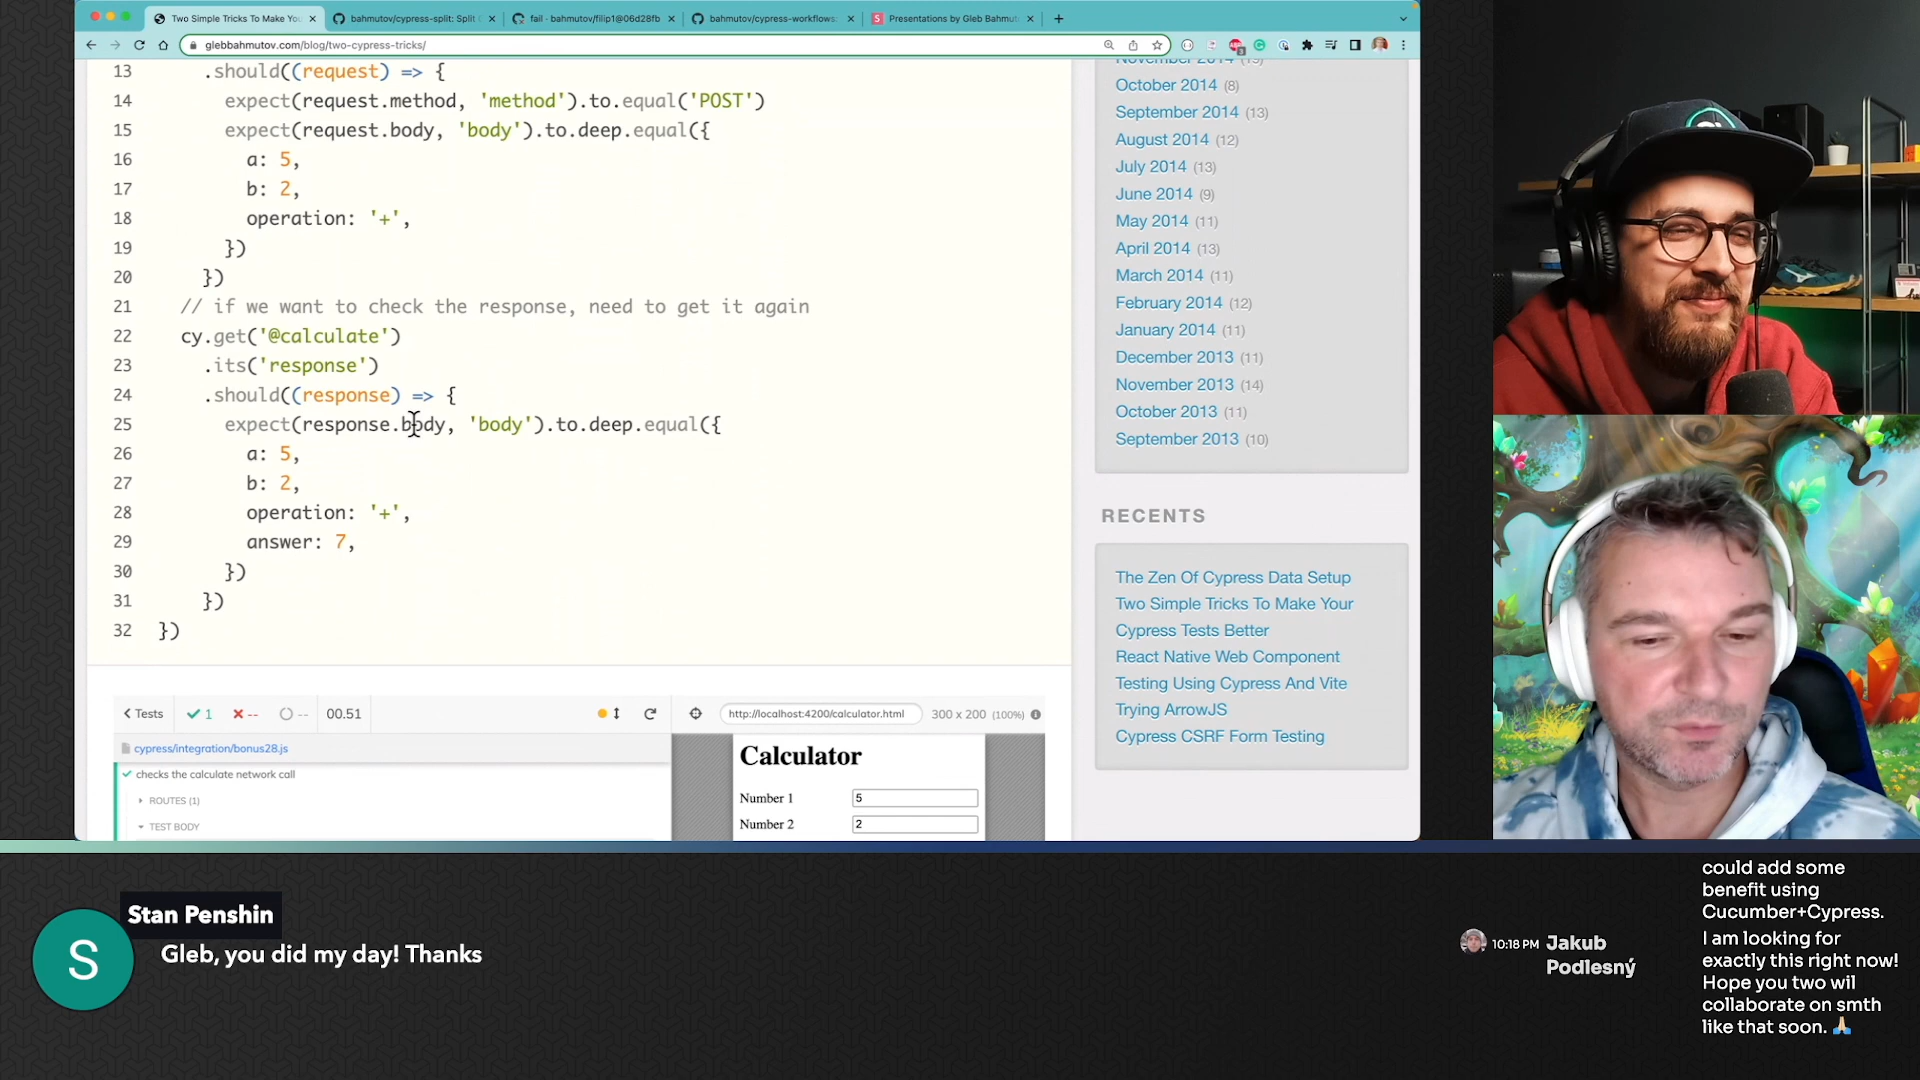 Two Simple Tricks To Make You
bahmutov/cypress-split: Split
fail · bahmutov/filip1@06d28fb
bahmutov/cypress-workflows:
Presentations by Gleb Bahmut
glebbahmutov.com/blog/two-cypress-tricks/
13 .should((request) => {
14 expect(request.method, 'method').to.equal('POST')
15 expect(request.body, 'body').to.deep.equal({
16 a: 5,
17 b: 2,
18 operation: '+',
19 })
20 })
21 // if we want to check the response, need to get it again
22 cy.get('@calculate')
23 .its('response')
24 .should((response) => {
25 expect(response.body, 'body').to.deep.equal({
26 a: 5,
27 b: 2,
28 operation: '+',
29 answer: 7,
30 })
31 })
32 })
November 2014
October 2014 (8)
September 2014 (13)
August 2014 (12)
July 2014 (13)
June 2014 (9)
May 2014 (11)
April 2014 (13)
March 2014 (11)
February 2014 (12)
January 2014 (11)
December 2013 (11)
November 2013 (14)
October 2013 (11)
September 2013 (10)
RECENTS
The Zen Of Cypress Data Setup
Two Simple Tricks To Make Your
Cypress Tests Better
React Native Web Component
Testing Using Cypress And Vite
Trying ArrowJS
Cypress CSRF Form Testing
< Tests
1
--
--
00.51
http://localhost:4200/calculator.html
300 x 200 (100%)
cypress/integration/bonus28.js
checks the calculate network call
ROUTES (1)
TEST BODY
Calculator
Number 1 5
Number 2 2
S
Stan Penshin
Gleb, you did my day! Thanks
10:18 PM Jakub
Podlesný
could add some
benefit using
Cucumber+Cypress.
I am looking for
exactly this right now!
Hope you two wil
collaborate on smth
like that soon. 🙏🏻